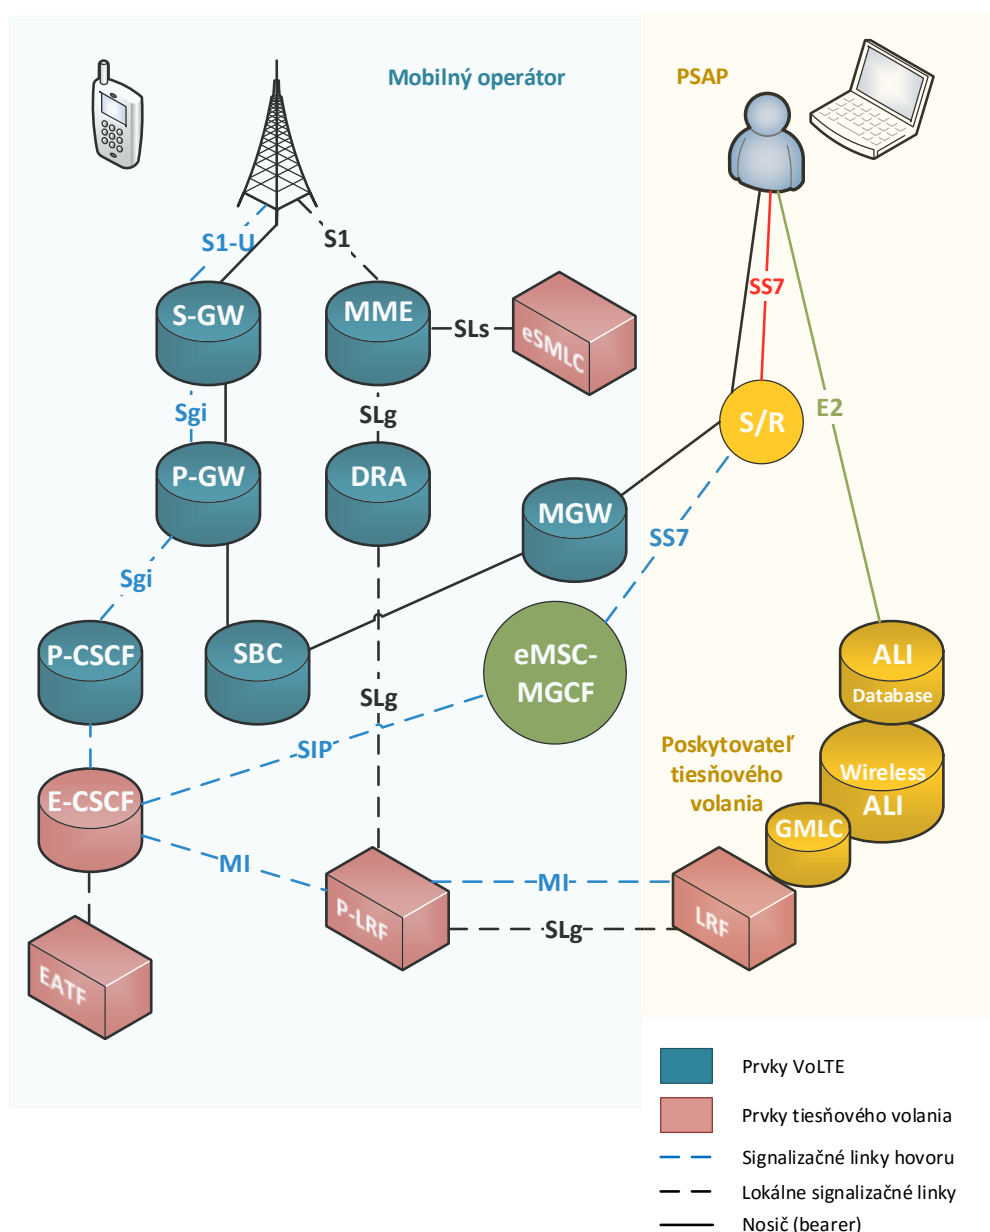 Mobilný operátor
PSAP
S1-U
S1
S-GW
MME
SLs
eSMLC
SS7
Sgi
SLg
E2
S/R
P-GW
DRA
MGW
SS7
Sgi
P-CSCF
SBC
eMSC-
MGCF
ALI
Database
SLg
SIP
Poskytovateľ
tiesňového
volania
Wireless
ALI
E-CSCF
GMLC
MI
MI
P-LRF
LRF
SLg
EATF
Prvky VoLTE
Prvky tiesňového volania
Signalizačné linky hovoru
Lokálne signalizačné linky
Nosič (bearer)